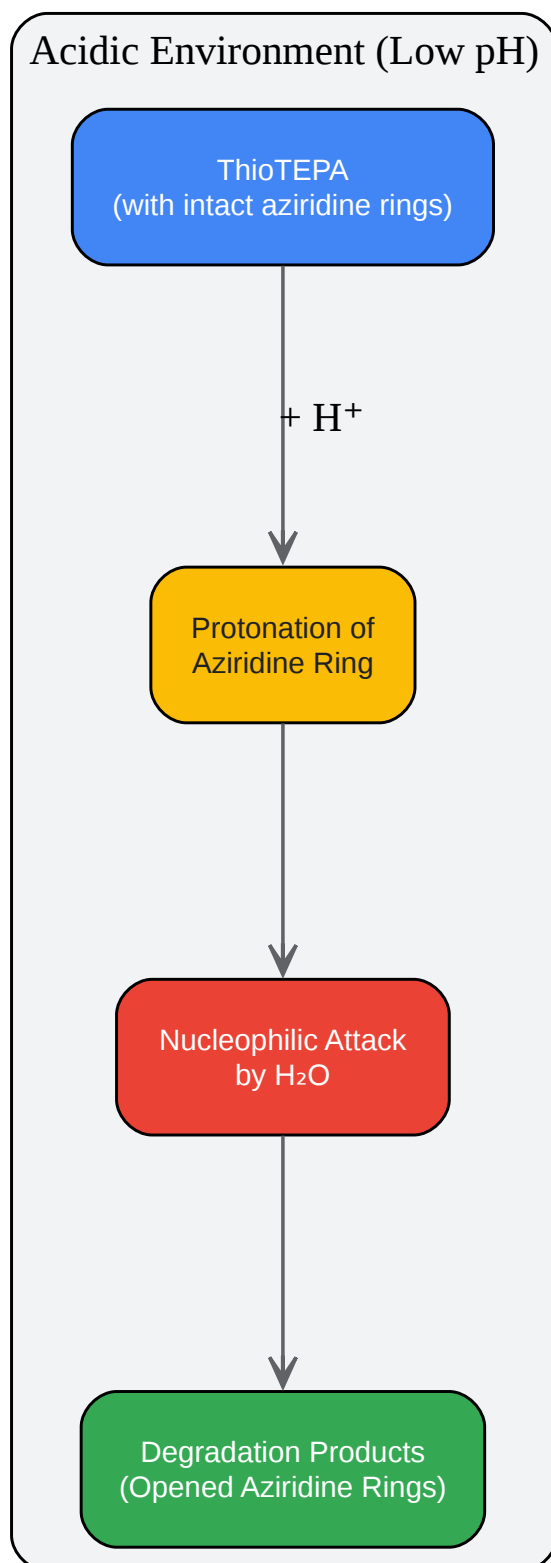 Acidic Environment (Low pH)
ThioTEPA
(with intact aziridine rings)
+ H⁺
Protonation of
Aziridine Ring
Nucleophilic Attack
by H₂O
Degradation Products
(Opened Aziridine Rings)